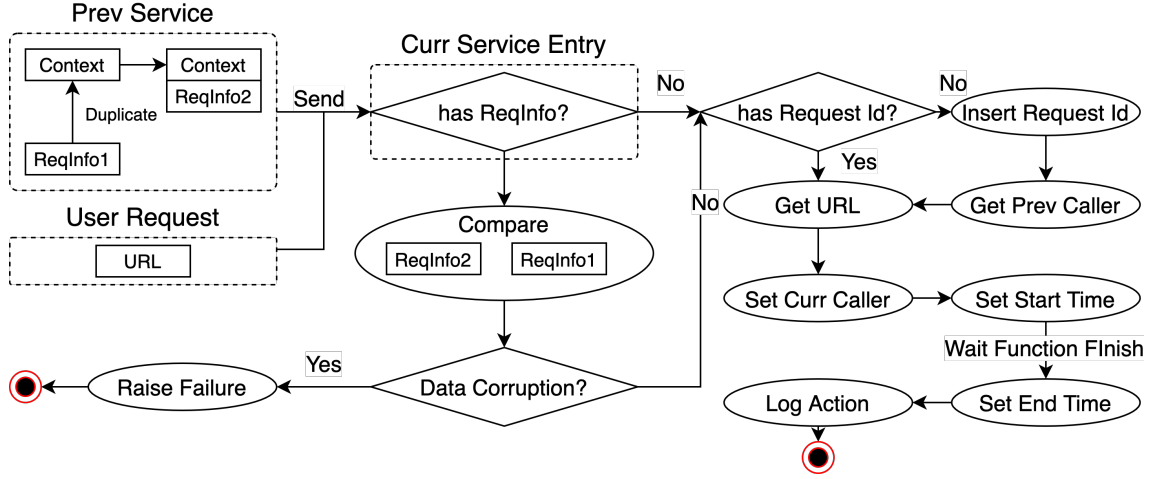 Prev Service
Context
Context
ReqInfo2
Duplicate
ReqInfo1
User Request
URL
Send
Curr Service Entry
has ReqInfo?
No
has Request Id?
No
Insert Request Id
Yes
Get URL
Get Prev Caller
No
Compare
ReqInfo2
ReqInfo1
Set Curr Caller
Set Start Time
Wait Function FInish
Yes
Raise Failure
Data Corruption?
Log Action
Set End Time